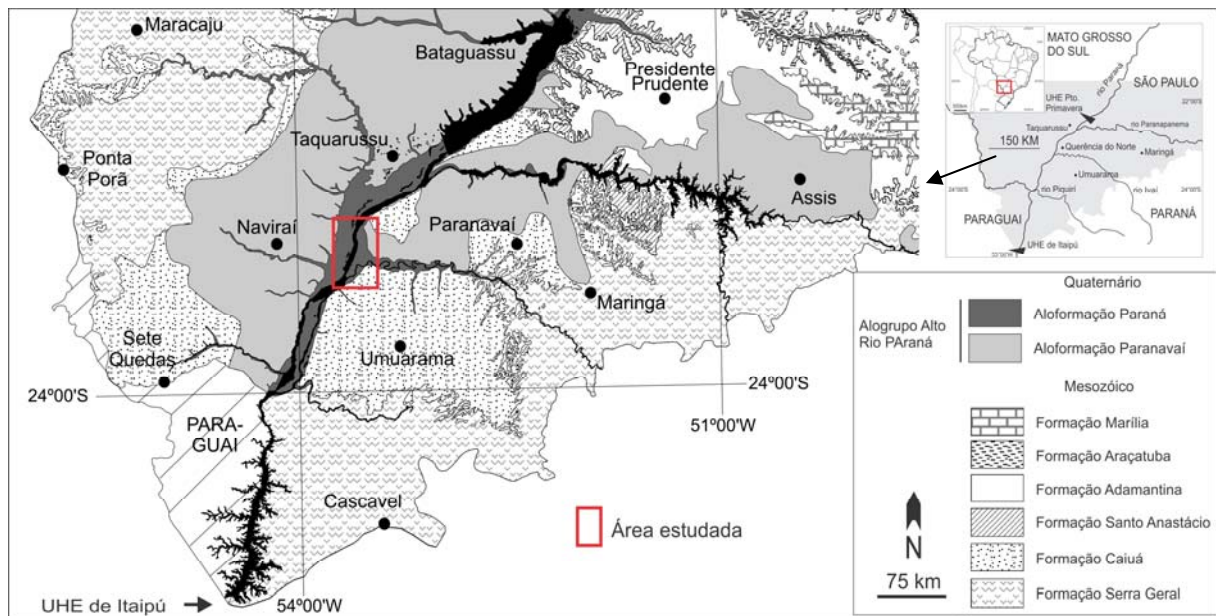 Maracaju
Bataguassu
Presidente
Prudente
Taquarussu
Ponta
Porã
Assis
Naviraí
Paranavaí
Maringá
Sete
Quedas
Umuarama
24º00'S
24º00'S
PARA-
GUAI
51º00'W
Cascavel
Área estudada
UHE de Itaipú
54º00'W
MATO GROSSO
DO SUL
rio Paraná
SÃO PAULO
UHE Pto.
Primavera
22º00'S
Taquarussu
rio Paranapanema
150 KM
Querência do Norte
Maringá
Umuarama
24º00'S
24º00'S
rio Piquiri
rio Ivaí
PARAGUAI
PARANÁ
UHE de Itaipú
Quaternário
Alogrupo Alto
Rio PAraná
Aloformação Paraná
Aloformação Paranavaí
Mesozóico
Formação Marília
Formação Araçatuba
Formação Adamantina
Formação Santo Anastácio
Formação Caiuá
Formação Serra Geral
N
75 km